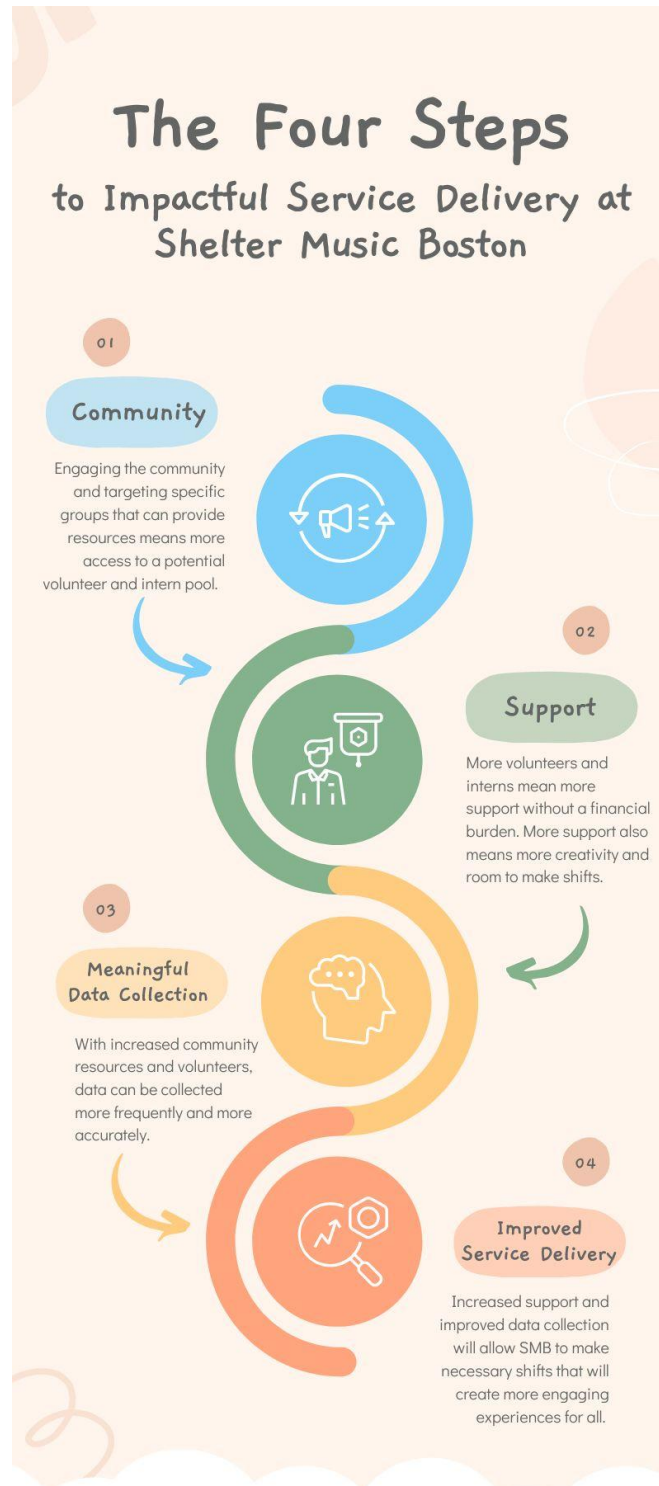 The Four Steps
to Impactful Service Delivery at
Shelter Music Boston
01
Community
Engaging the community
and targeting specific
groups that can provide
resources means more
access to a potential
volunteer and intern pool.
02
Support
More volunteers and
interns mean more
support without a financial
burden. More support also
means more creativity and
room to make shifts.
03
Meaningful
Data Collection
With increased community
resources and volunteers,
data can be collected
more frequently and more
accurately.
04
Improved
Service Delivery
Increased support and
improved data collection
will allow SMB to make
necessary shifts that will
create more engaging
experiences for all.